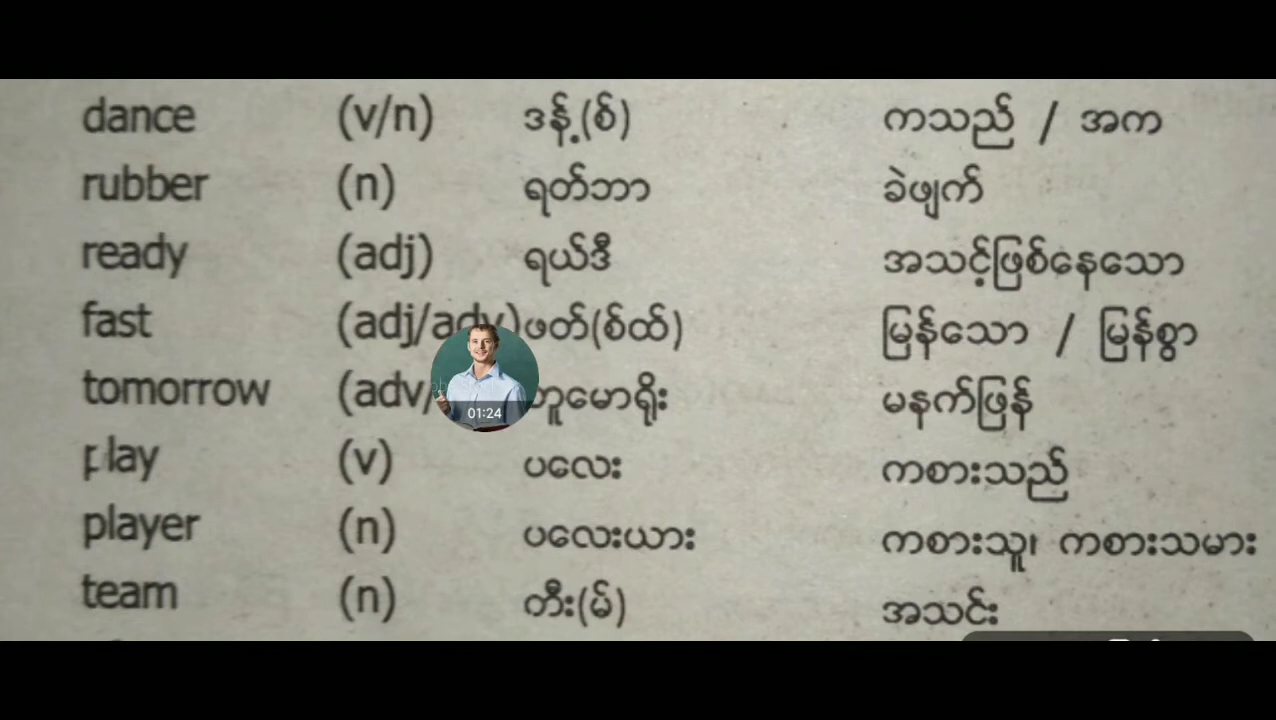 dance (v/n) ဒန့်(စ်) ကသည် / အက
rubber (n) ရတ်ဘာ ခဲဖျက်
ready (adj) ရယ်ဒီ အသင့်ဖြစ်နေသော
fast (adj/adv) ဖတ်(စ်ထ်) မြန်သော / မြန်စွာ
tomorrow (adv/ တူမောရိုး မနက်ဖြန်
01:24
play (v) ပလေး ကစားသည်
player (n) ပလေးယား ကစားသူ၊ ကစားသမား
team (n) တီး(မ်) အသင်း